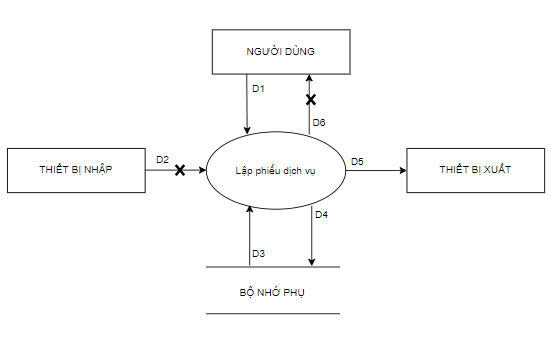 NGƯỜI DÙNG
D1
D6
D2
THIẾT BỊ NHẬP
Lập phiếu dịch vụ
D5
THIẾT BỊ XUẤT
D4
D3
BỘ NHỚ PHỤ